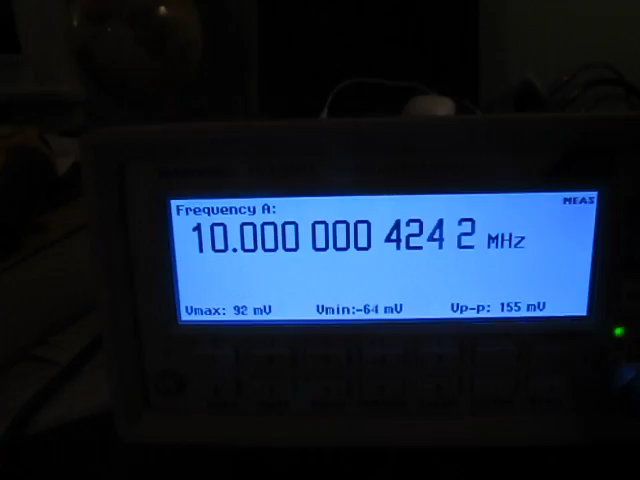 Frequency A:
MEAS
10.000 000 424 2 MHz
Vmax: 92 mV Vmin:-64 mV Vp-p: 155 mV